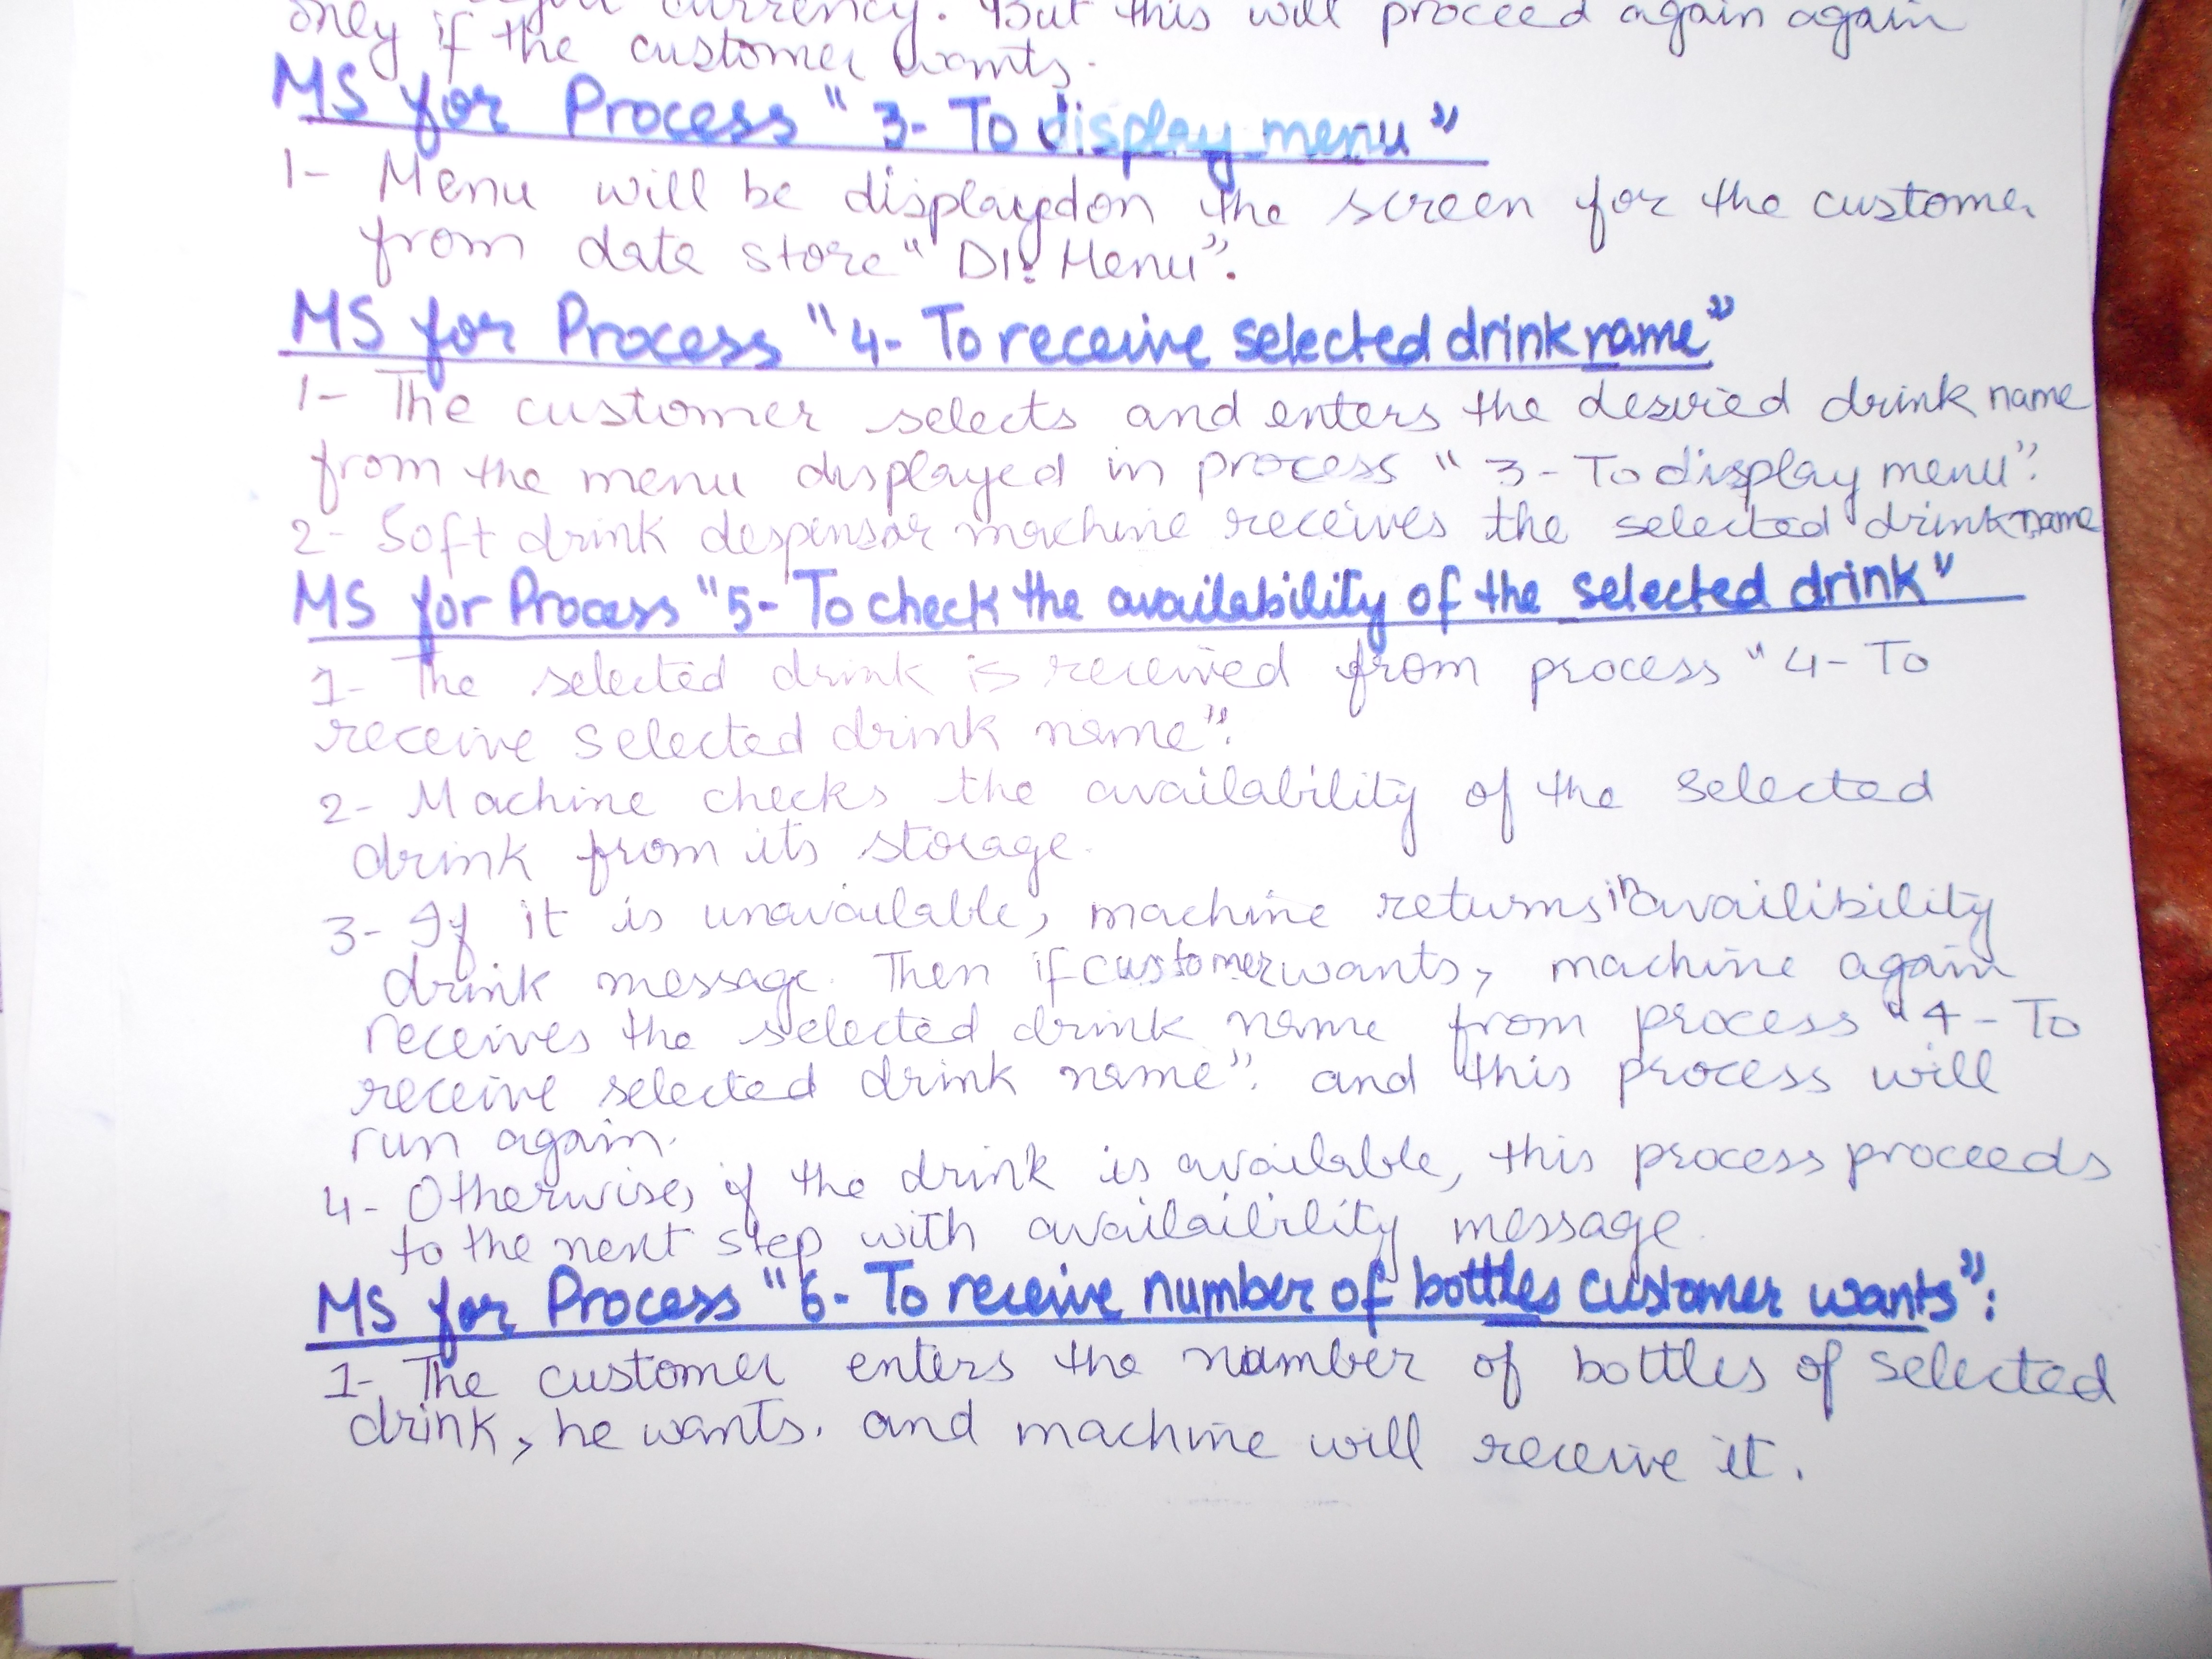 currency. But this will proceed again again
only if the customer wants.
MS for Process "3- To display menu"
1- Menu will be displayed on the screen for the customer
from data store "D1: Menu".
MS for Process "4- To receive selected drink name"
1- The customer selects and enters the desried drink name
from the menu displayed in process "3- To display menu".
2- Soft drink despensar machine receives the selected drink name
MS for Process "5- To check the availability of the selected drink"
1- The selected drink is received from process "4- To
receive selected drink name".
2- Machine checks the availability of the selected
drink from its storage.
3- If it is unavailable, machine returns inavailibility
drink message. Then if customer wants, machine again
receives the selected drink name from process "4- To
receive selected drink name". and this process will
run again.
4- Otherwise, if the drink is available, this process proceeds
to the next step with availaibility message.
MS for Process "6- To receive number of bottles customer wants":
1- The customer enters the number of bottles of selected
drink, he wants. and machine will receive it.